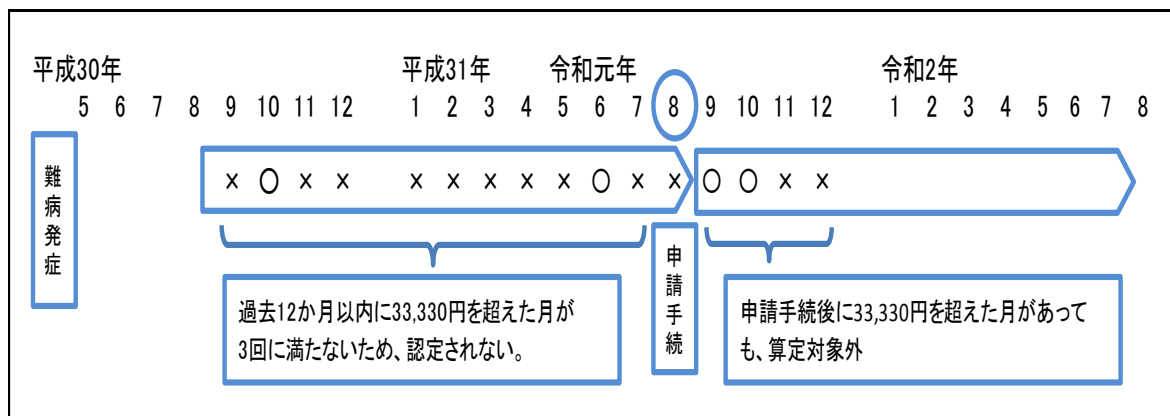 平成30年 平成31年 令和元年 令和2年
5 6 7 8 9 10 11 12 1 2 3 4 5 6 7 8 9 10 11 12 1 2 3 4 5 6 7 8
× ○ × × × × × × × ○ × × ○ ○ × ×
難病発症
申請手続
過去12か月以内に33,330円を超えた月が
3回に満たないため、認定されない。
申請手続後に33,330円を超えた月があって
も、算定対象外